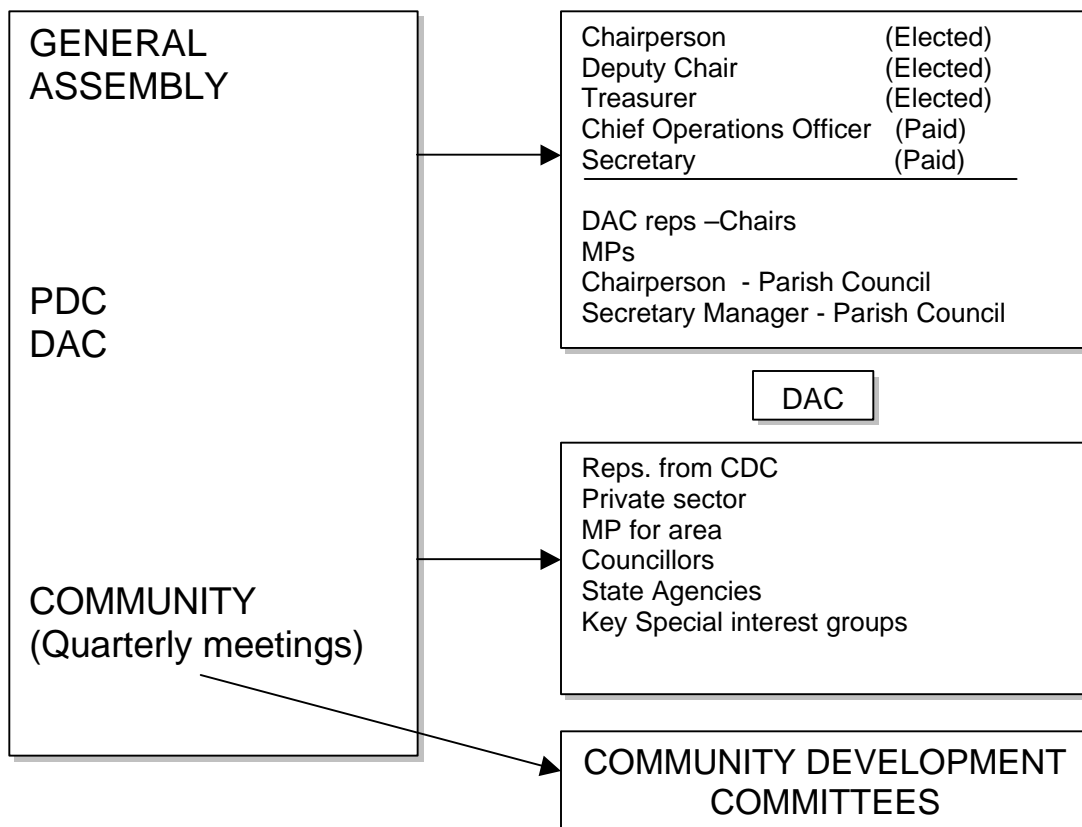 GENERAL
ASSEMBLY
PDC
DAC
COMMUNITY
(Quarterly meetings)
Chairperson (Elected)
Deputy Chair (Elected)
Treasurer (Elected)
Chief Operations Officer (Paid)
Secretary (Paid)
DAC reps –Chairs
MPs
Chairperson - Parish Council
Secretary Manager - Parish Council
DAC
Reps. from CDC
Private sector
MP for area
Councillors
State Agencies
Key Special interest groups
COMMUNITY DEVELOPMENT
COMMITTEES